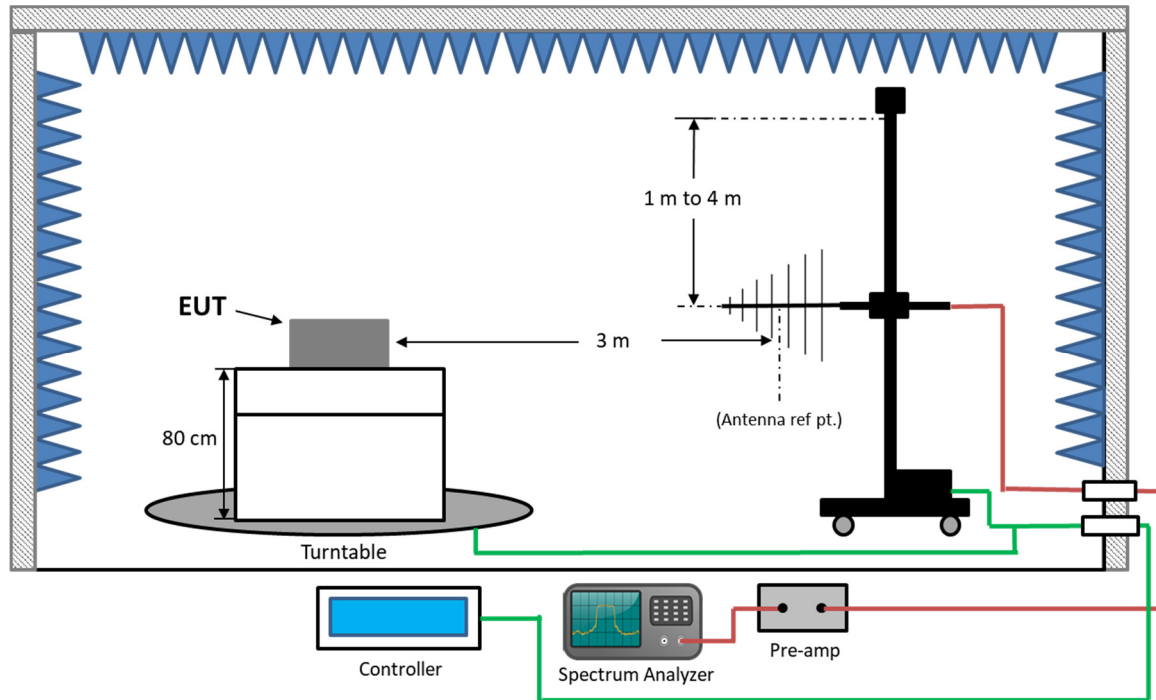 1 m to 4 m
EUT
3 m
(Antenna ref pt.)
80 cm
Turntable
Controller
Spectrum Analyzer
Pre-amp